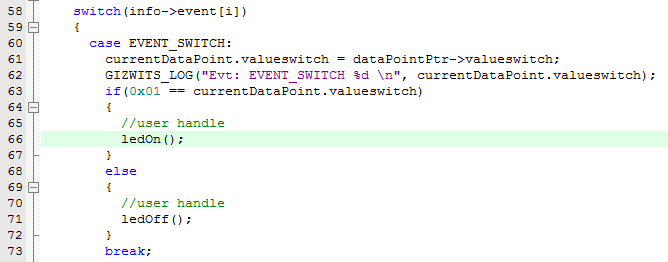 58 switch(info->event[i])
59 {
60 case EVENT_SWITCH:
61 currentDataPoint.valueswitch = dataPointPtr->valueswitch;
62 GIZWITS_LOG("Evt: EVENT_SWITCH %d \n", currentDataPoint.valueswitch);
63 if(0x01 == currentDataPoint.valueswitch)
64 {
65 //user handle
66 ledOn();
67 }
68 else
69 {
70 //user handle
71 ledOff();
72 }
73 break;